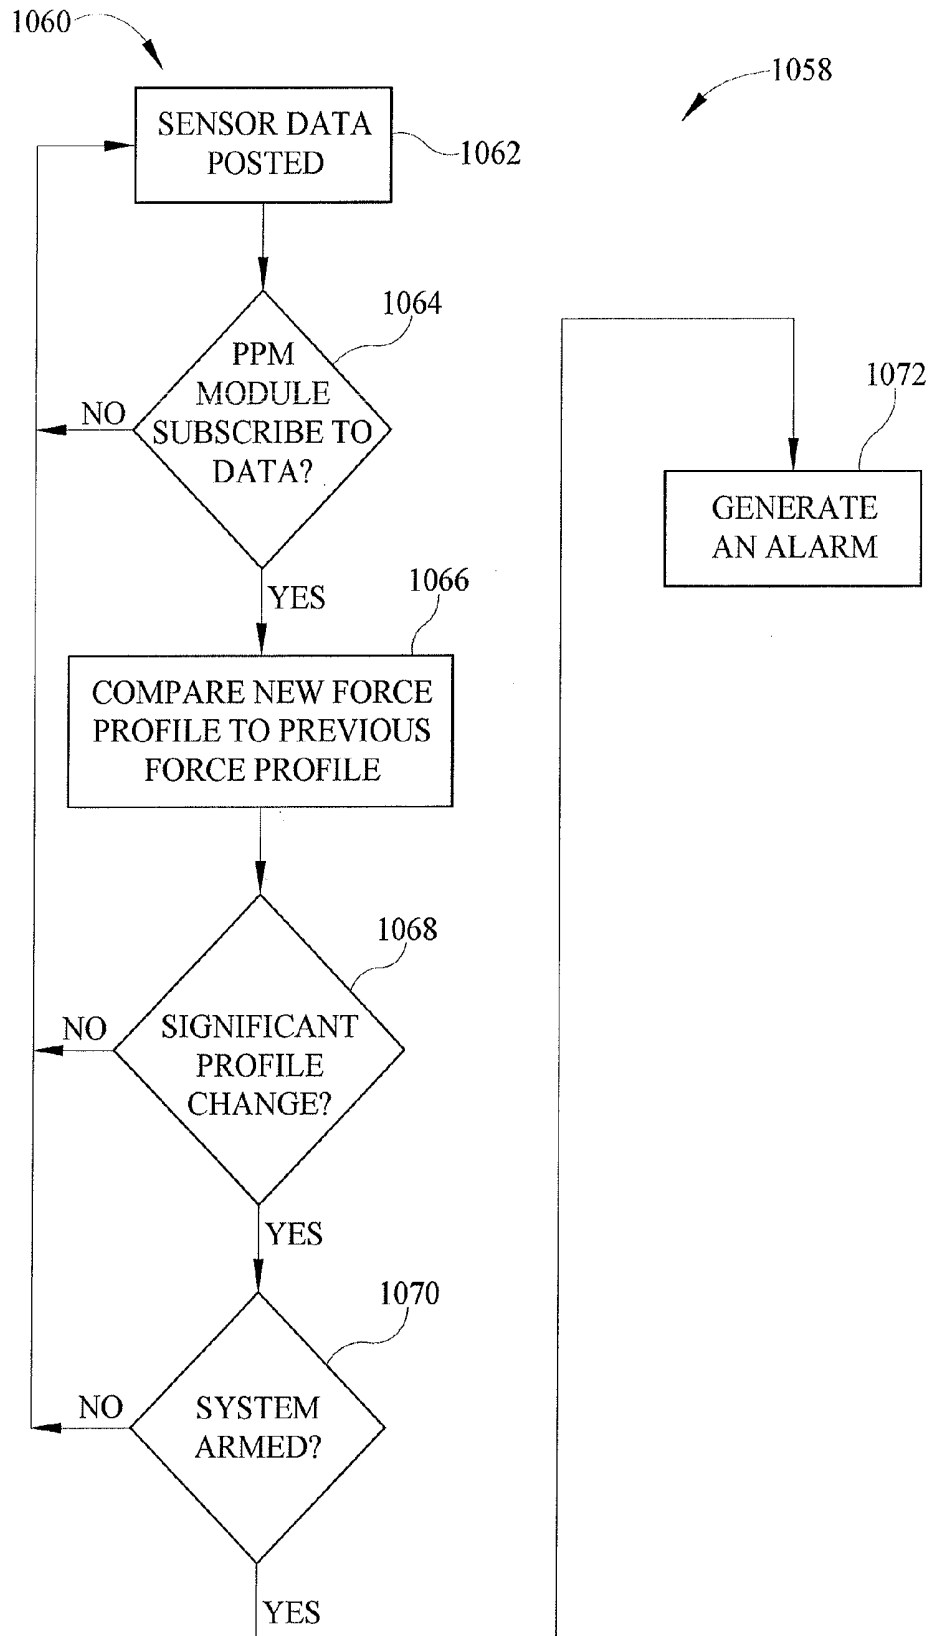 1060
1058
SENSOR DATA
POSTED
1062
1064
PPM
MODULE
SUBSCRIBE TO
DATA?
NO
YES
1066
COMPARE NEW FORCE
PROFILE TO PREVIOUS
FORCE PROFILE
1068
SIGNIFICANT
PROFILE
CHANGE?
NO
YES
1070
SYSTEM
ARMED?
NO
YES
1072
GENERATE
AN ALARM